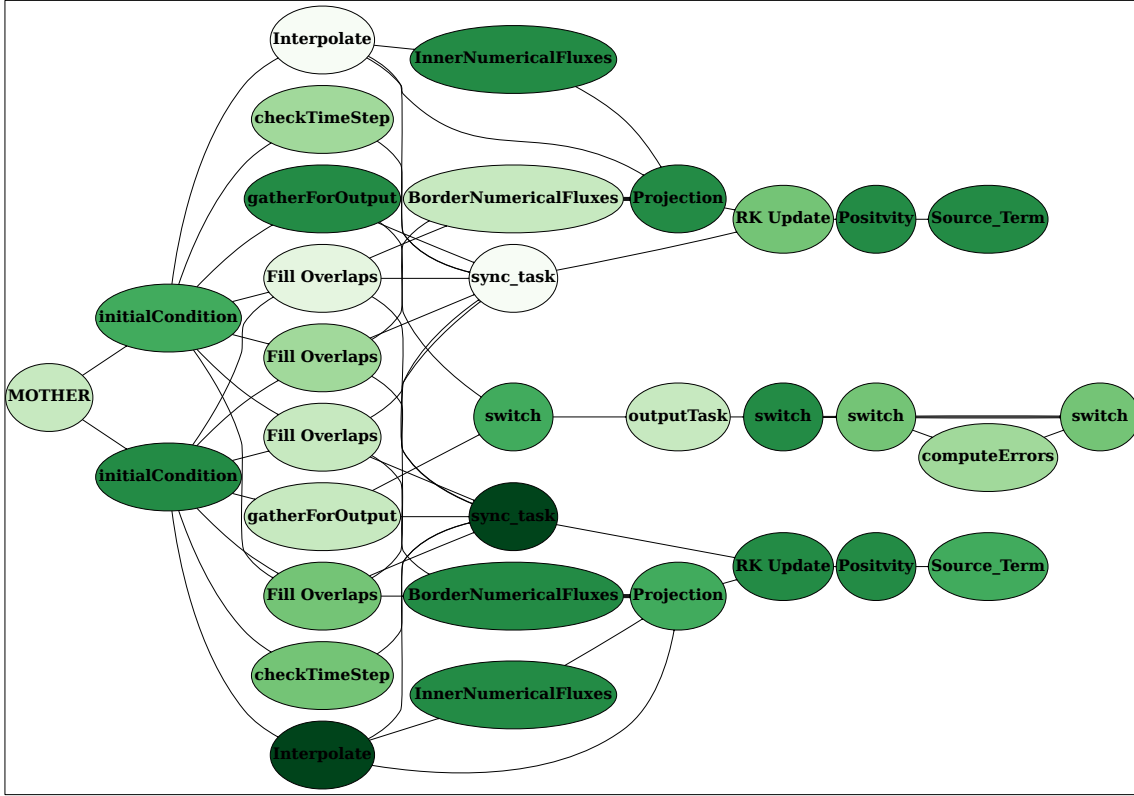 MOTHER
initialCondition
initialCondition
Interpolate
checkTimeStep
gatherForOutput
Fill Overlaps
Fill Overlaps
Fill Overlaps
gatherForOutput
Fill Overlaps
checkTimeStep
Interpolate
InnerNumericalFluxes
BorderNumericalFluxes
sync_task
switch
sync_task
BorderNumericalFluxes
InnerNumericalFluxes
Projection
outputTask
Projection
RK Update
switch
RK Update
Positvity
switch
Positvity
Source_Term
computeErrors
Source_Term
switch